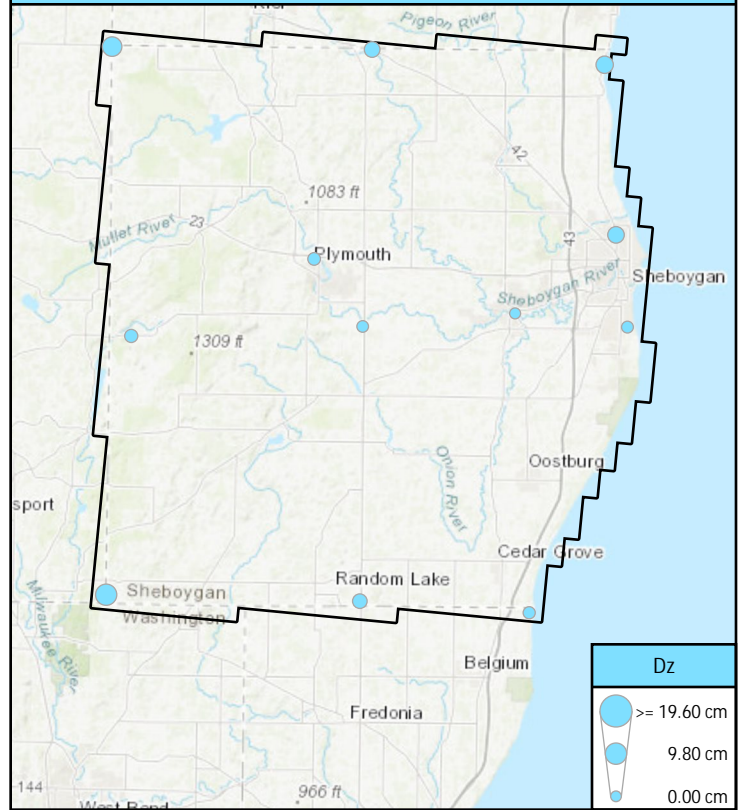 Pigeon River
42
1083 ft
Mullet River
23
43
Plymouth
Sheboygan
Sheboygan River
1309 ft
Onion River
Oostburg
sport
Cedar Grove
Random Lake
Sheboygan
Washington
Milwaukee River
Belgium
Dz
Fredonia
>= 19.60 cm
9.80 cm
144
966 ft
0.00 cm
West Bend